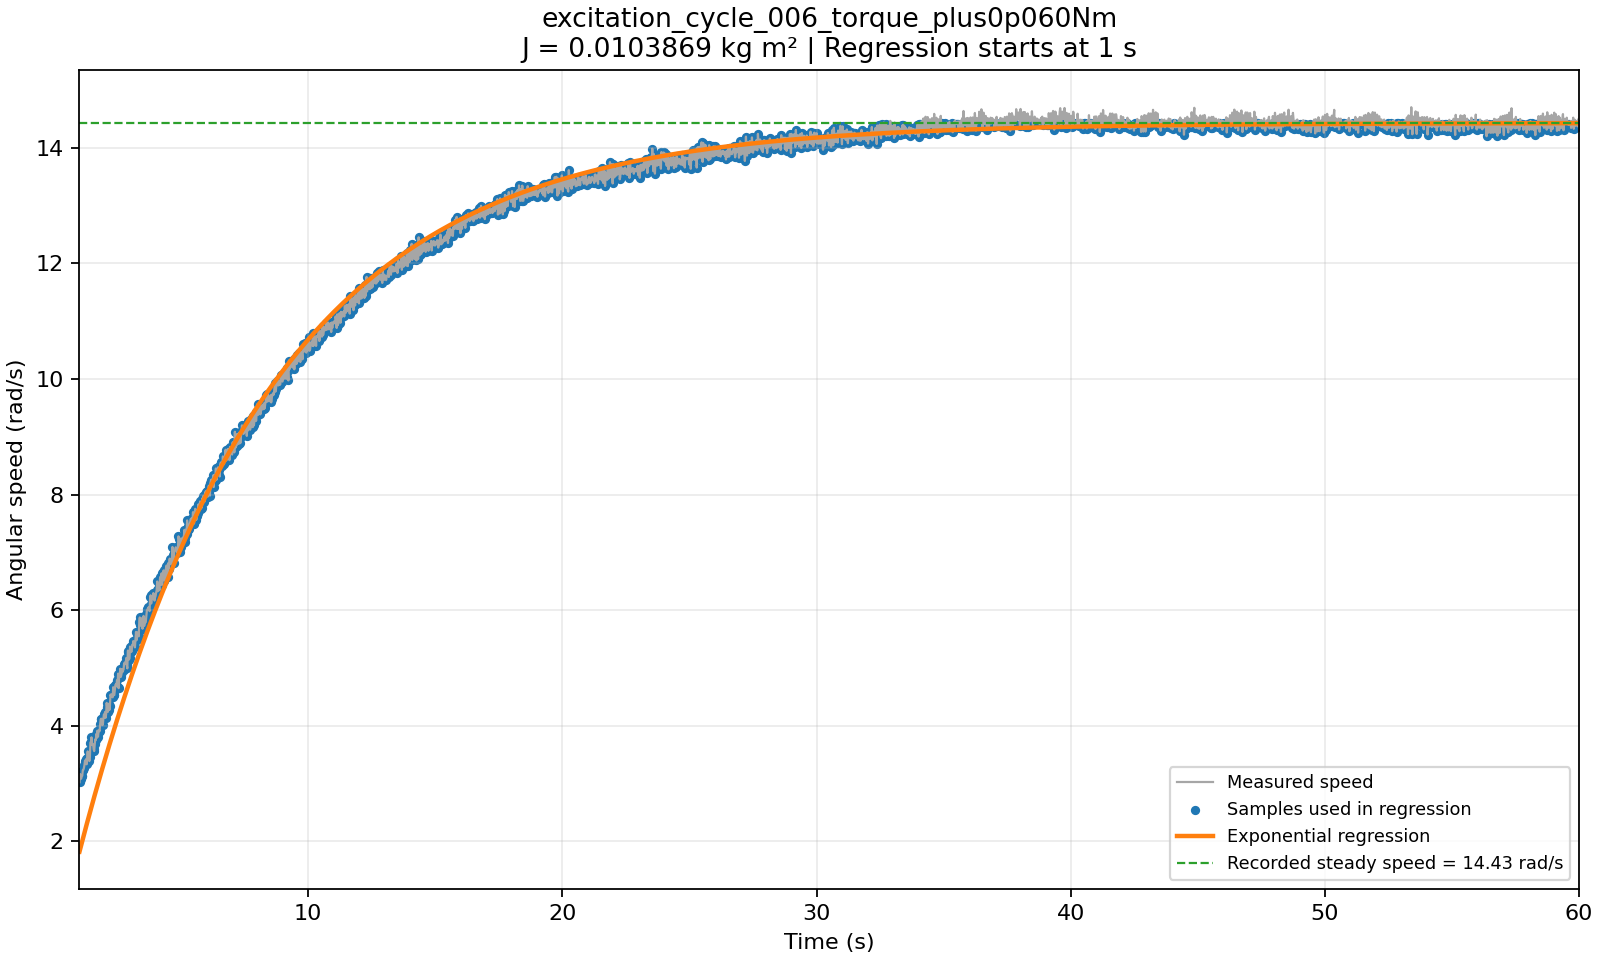 excitation_cycle_006_torque_plus0p060Nm
J = 0.0103869 kg m² | Regression starts at 1 s
Angular speed (rad/s)
14
12
10
8
6
4
2
Measured speed
Samples used in regression
Exponential regression
Recorded steady speed = 14.43 rad/s
10
20
30
40
50
60
Time (s)